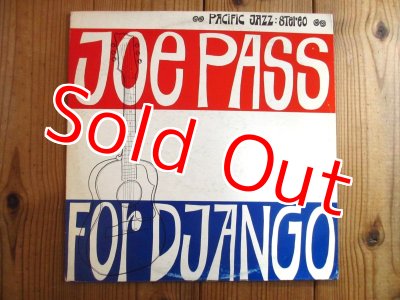 PACIFIC JAZZ: STEREO
JOE PASS
Sold Out
FOR DJANGO